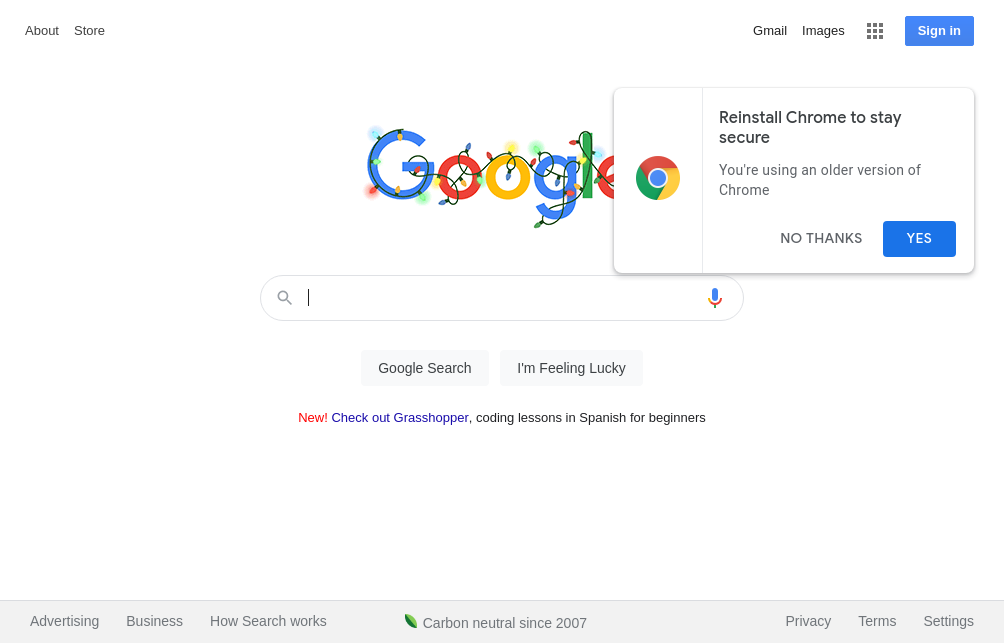 About Store
Gmail Images Sign in
Google
Reinstall Chrome to stay
secure
You're using an older version of
Chrome
NO THANKS YES
Google Search I'm Feeling Lucky
New! Check out Grasshopper, coding lessons in Spanish for beginners
Advertising Business How Search works Carbon neutral since 2007 Privacy Terms Settings